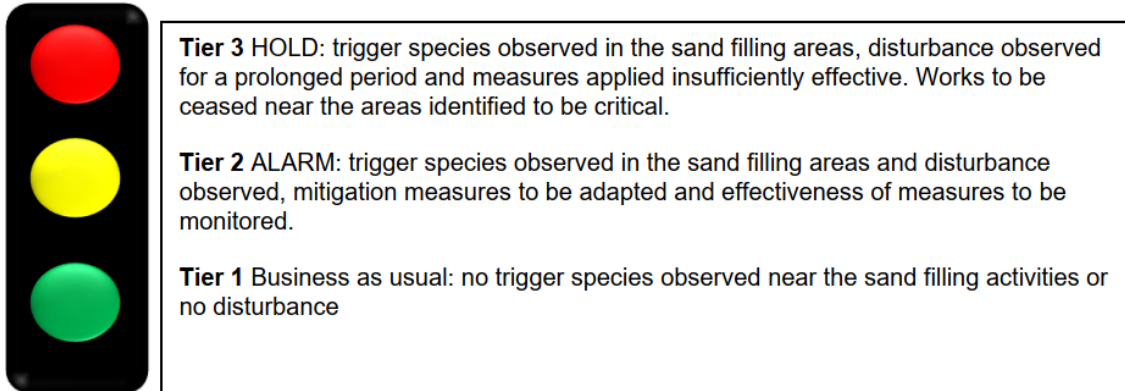 Tier 3 HOLD: trigger species observed in the sand filling areas, disturbance observed
for a prolonged period and measures applied insufficiently effective. Works to be
ceased near the areas identified to be critical.
Tier 2 ALARM: trigger species observed in the sand filling areas and disturbance
observed, mitigation measures to be adapted and effectiveness of measures to be
monitored.
Tier 1 Business as usual: no trigger species observed near the sand filling activities or
no disturbance